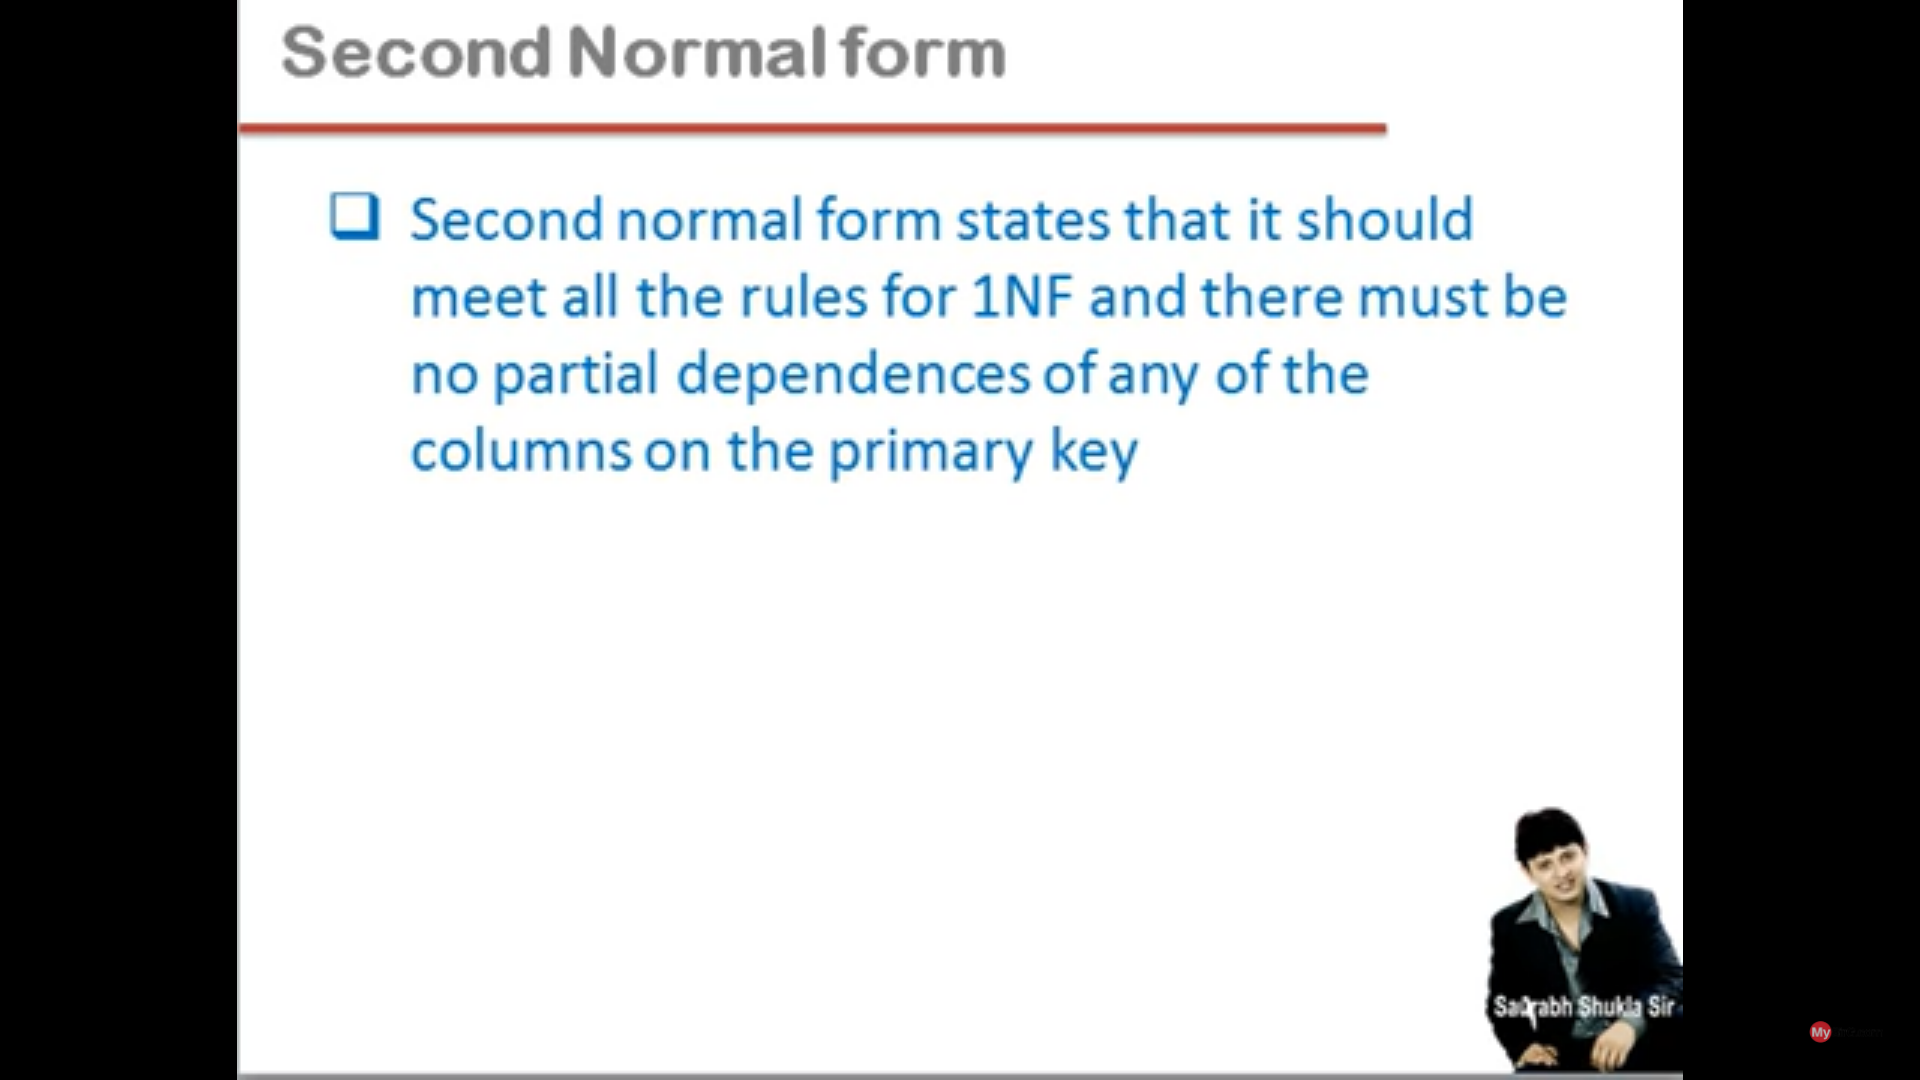 Second Normal form
Second normal form states that it should
meet all the rules for 1NF and there must be
no partial dependences of any of the
columns on the primary key
Saurabh Shukla Sir
My